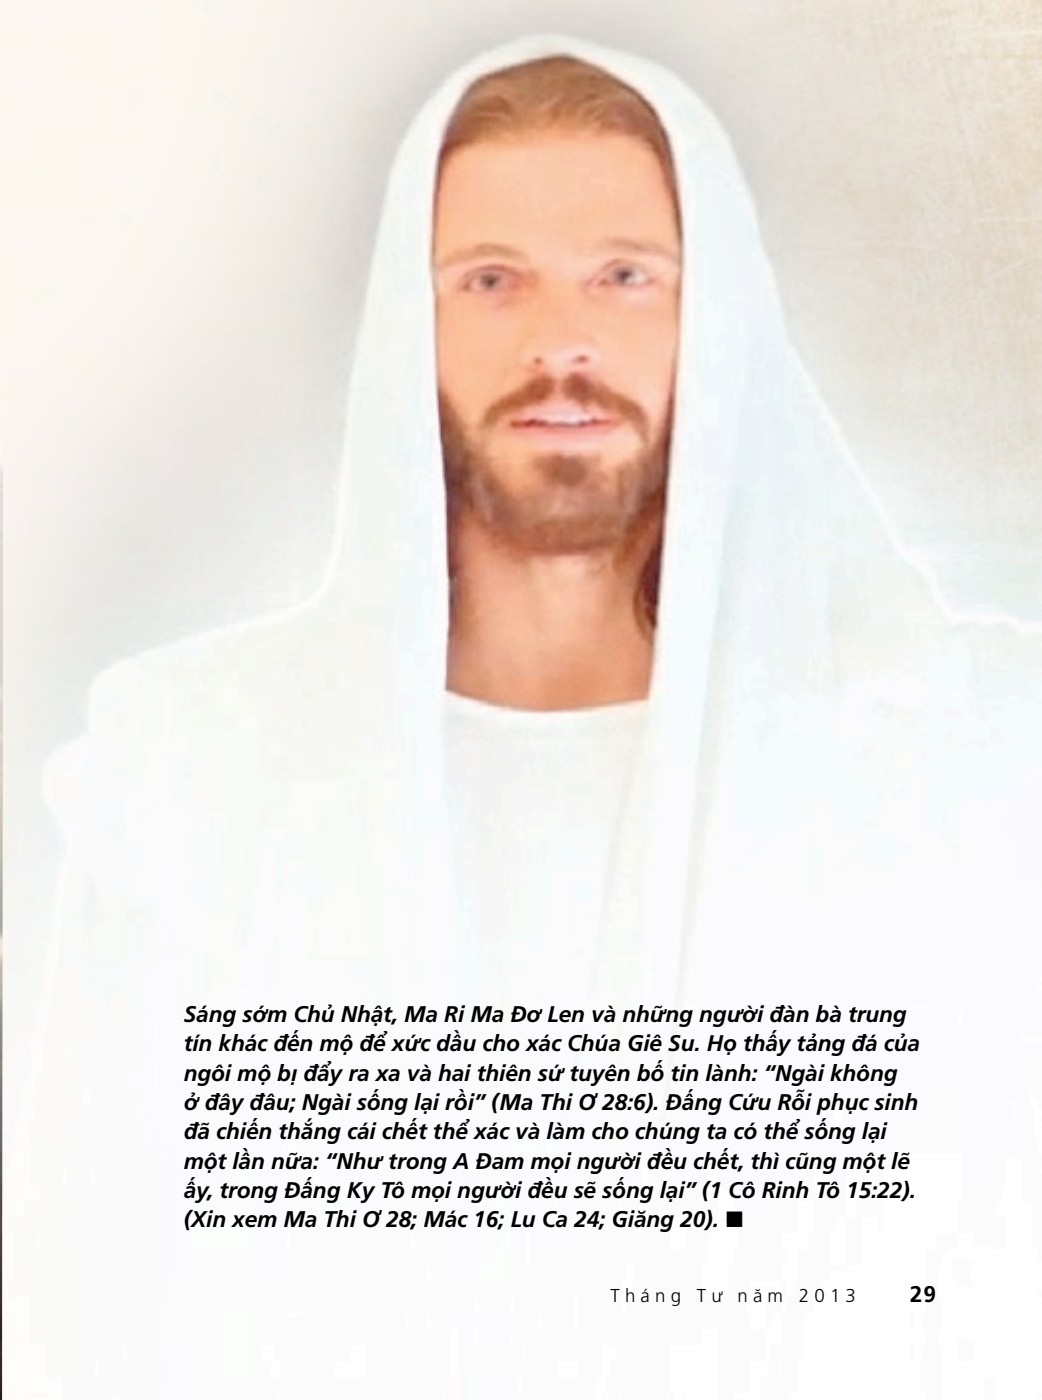 Sáng sớm Chủ Nhật, Ma Ri Ma Đơ Len và những người đàn bà trung
tín khác đến mộ để xức dầu cho xác Chúa Giê Su. Họ thấy tảng đá của
ngôi mộ bị đẩy ra xa và hai thiên sứ tuyên bố tin lành: “Ngài không
ở đây đâu; Ngài sống lại rồi” (Ma Thi Ơ 28:6). Đấng Cứu Rỗi phục sinh
đã chiến thắng cái chết thể xác và làm cho chúng ta có thể sống lại
một lần nữa: “Như trong A Đam mọi người đều chết, thì cũng một lẽ
ấy, trong Đấng Ky Tô mọi người đều sẽ sống lại” (1 Cô Rinh Tô 15:22).
(Xin xem Ma Thi Ơ 28; Mác 16; Lu Ca 24; Giăng 20). ■
Tháng Tư năm 2013 29